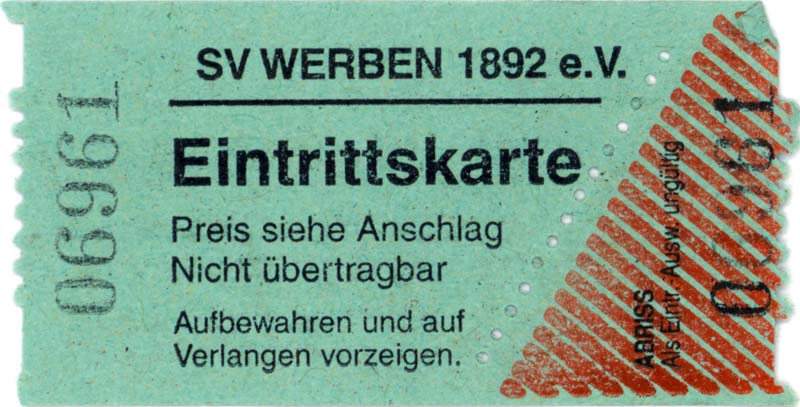 SV WERBEN 1892 e.V.
Eintrittskarte
Preis siehe Anschlag
Nicht übertragbar
Aufbewahren und auf
Verlangen vorzeigen.
06961
ABRISS
Als Eintr.-Ausw. ungültig